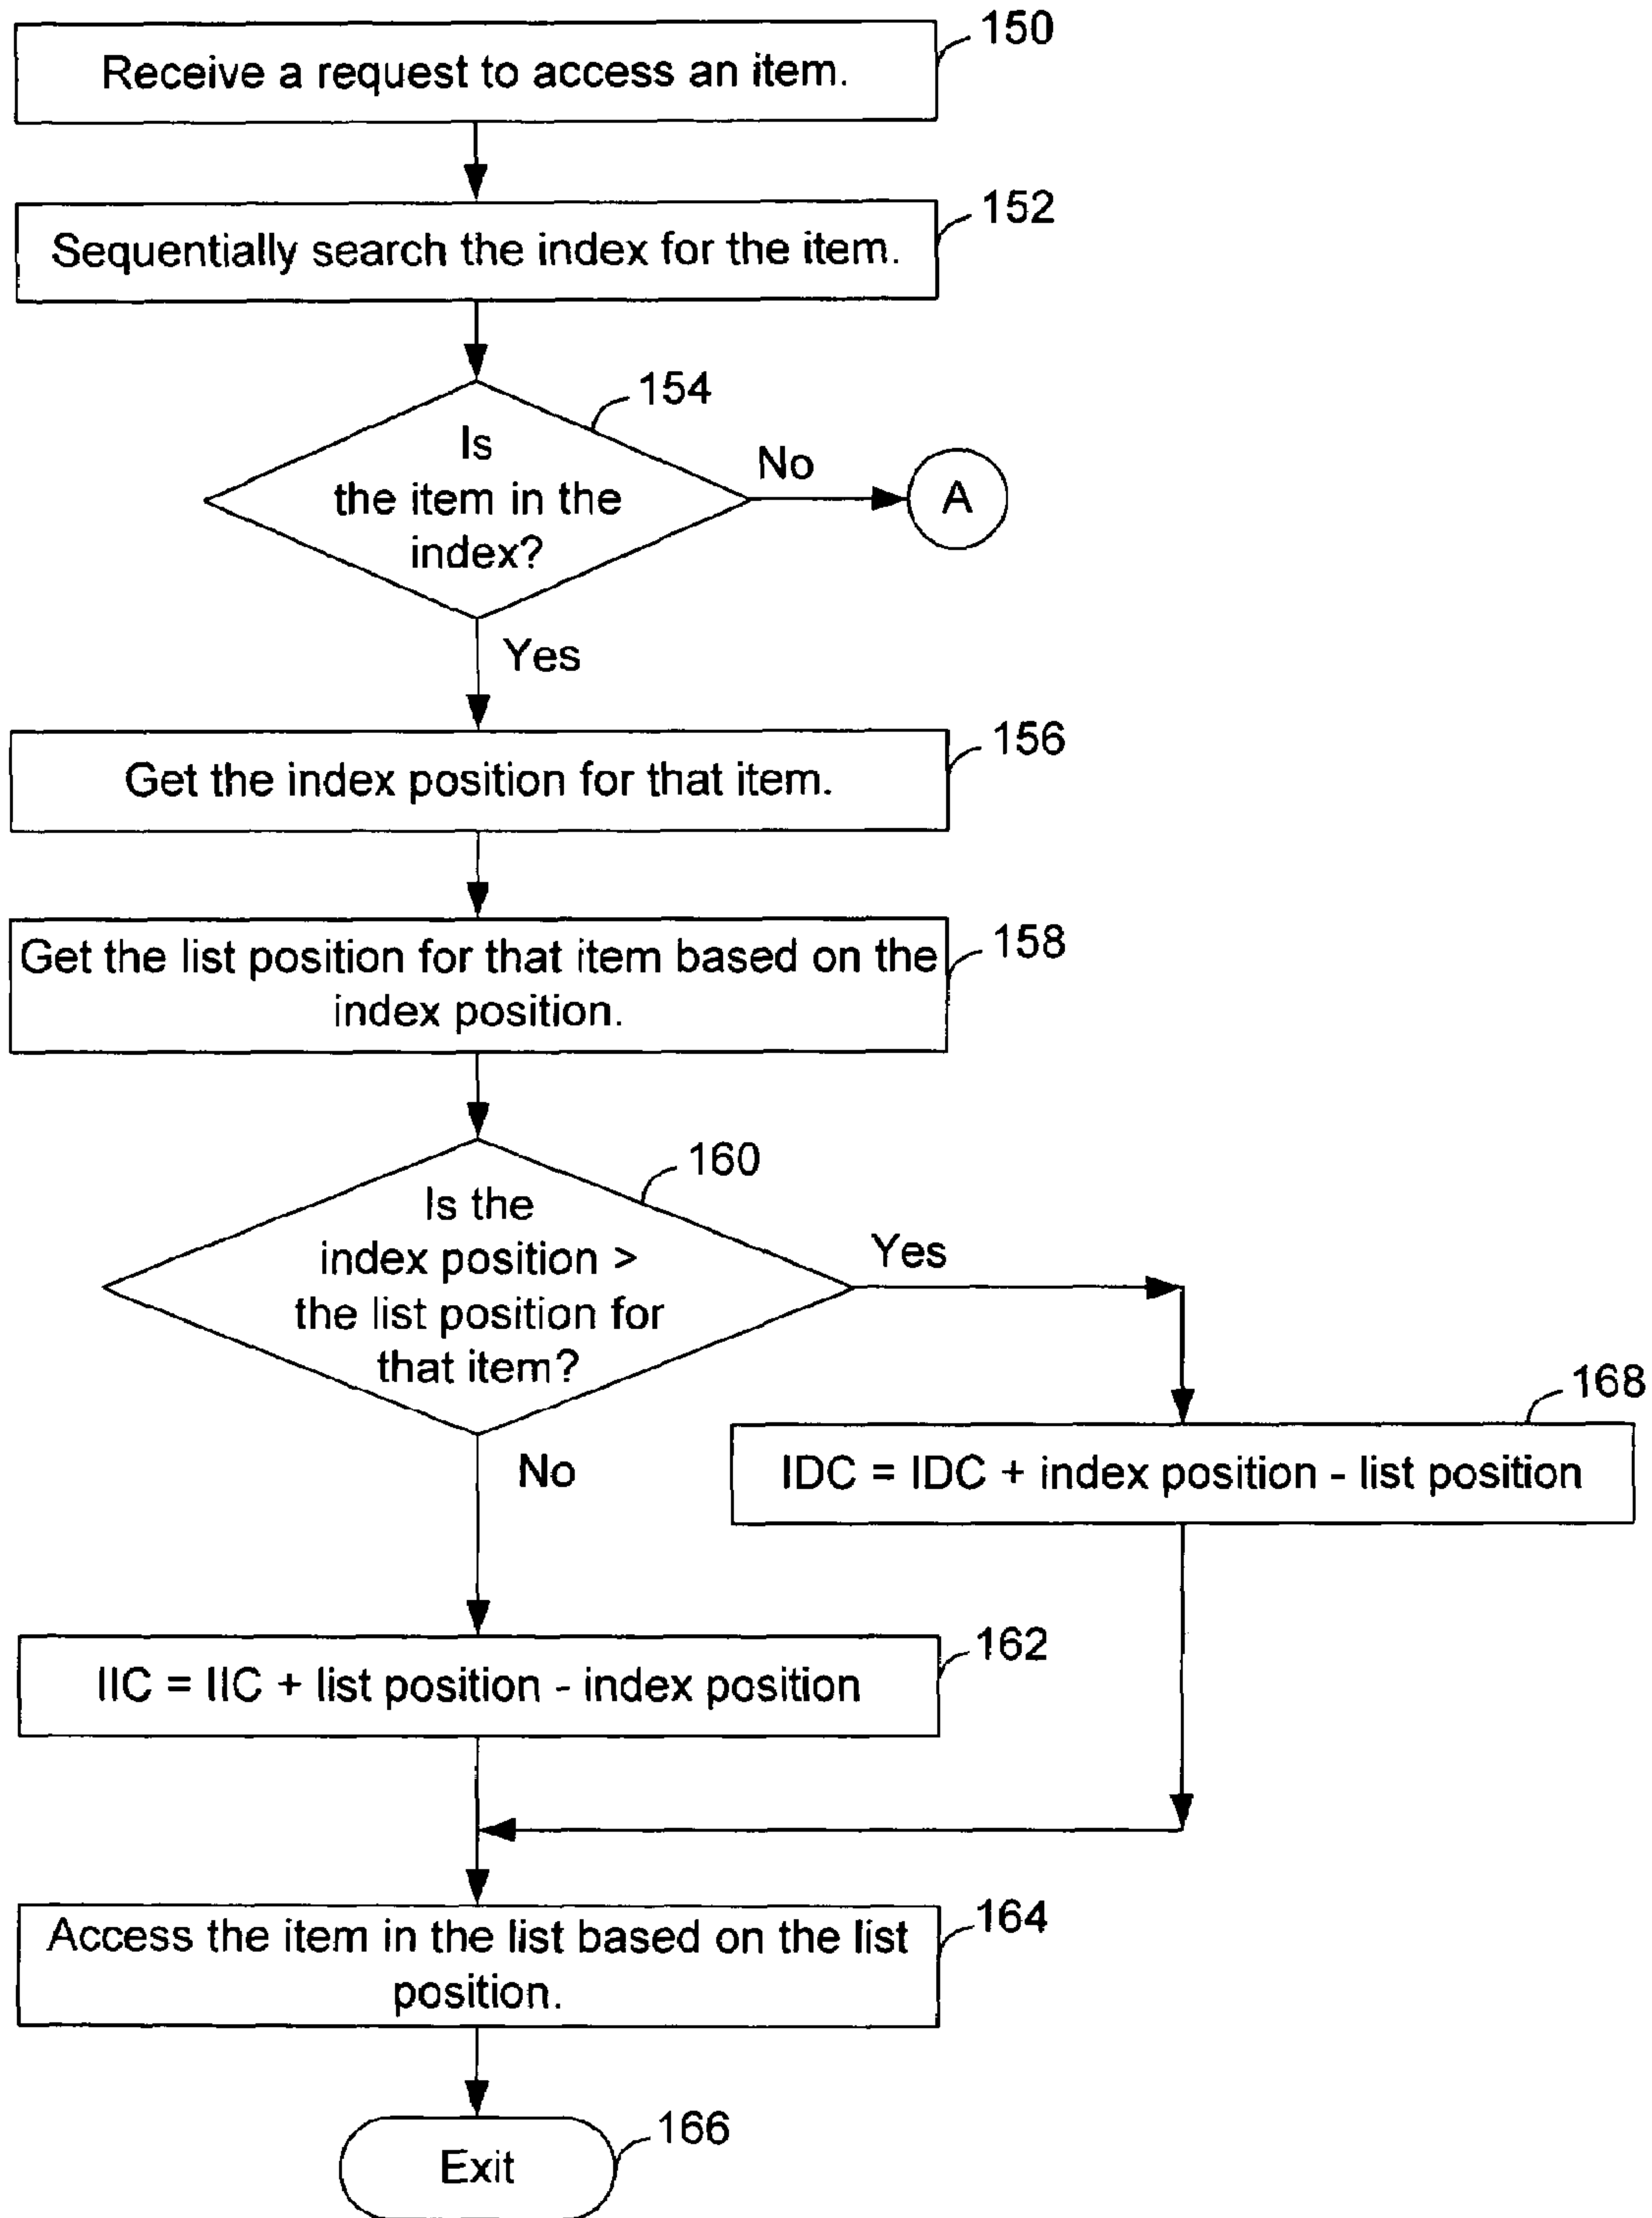 150
Receive a request to access an item.
152
Sequentially search the index for the item.
154
Is
the item in the
index?
No
A
Yes
156
Get the index position for that item.
158
Get the list position for that item based on the
index position.
160
Is the
index position >
the list position for
that item?
Yes
No
168
IDC = IDC + index position - list position
162
IIC = IIC + list position - index position
164
Access the item in the list based on the list
position.
166
Exit